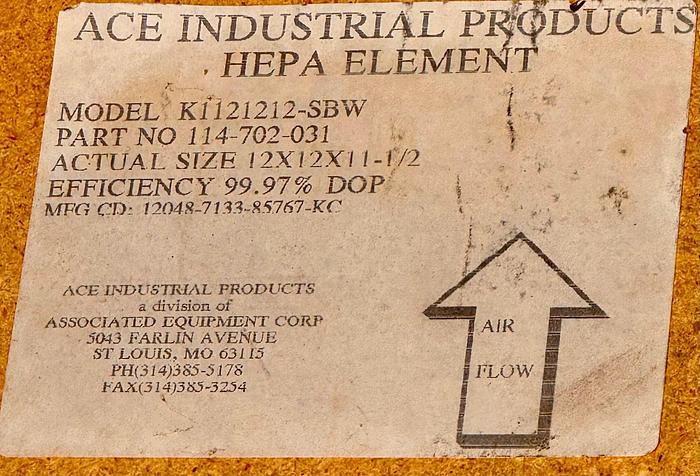 ACE INDUSTRIAL PRODUCTS
HEPA ELEMENT
MODEL K1121212-SBW
PART NO 114-702-031
ACTUAL SIZE 12X12X11-1/2
EFFICIENCY 99.97% DOP
MFG CD: 12048-7133-85767-KC
ACE INDUSTRIAL PRODUCTS
a division of
ASSOCIATED EQUIPMENT CORP
5043 FARLIN AVENUE
ST LOUIS, MO 63115
PH(314)385-5178
FAX(314)385-3254
AIR
FLOW